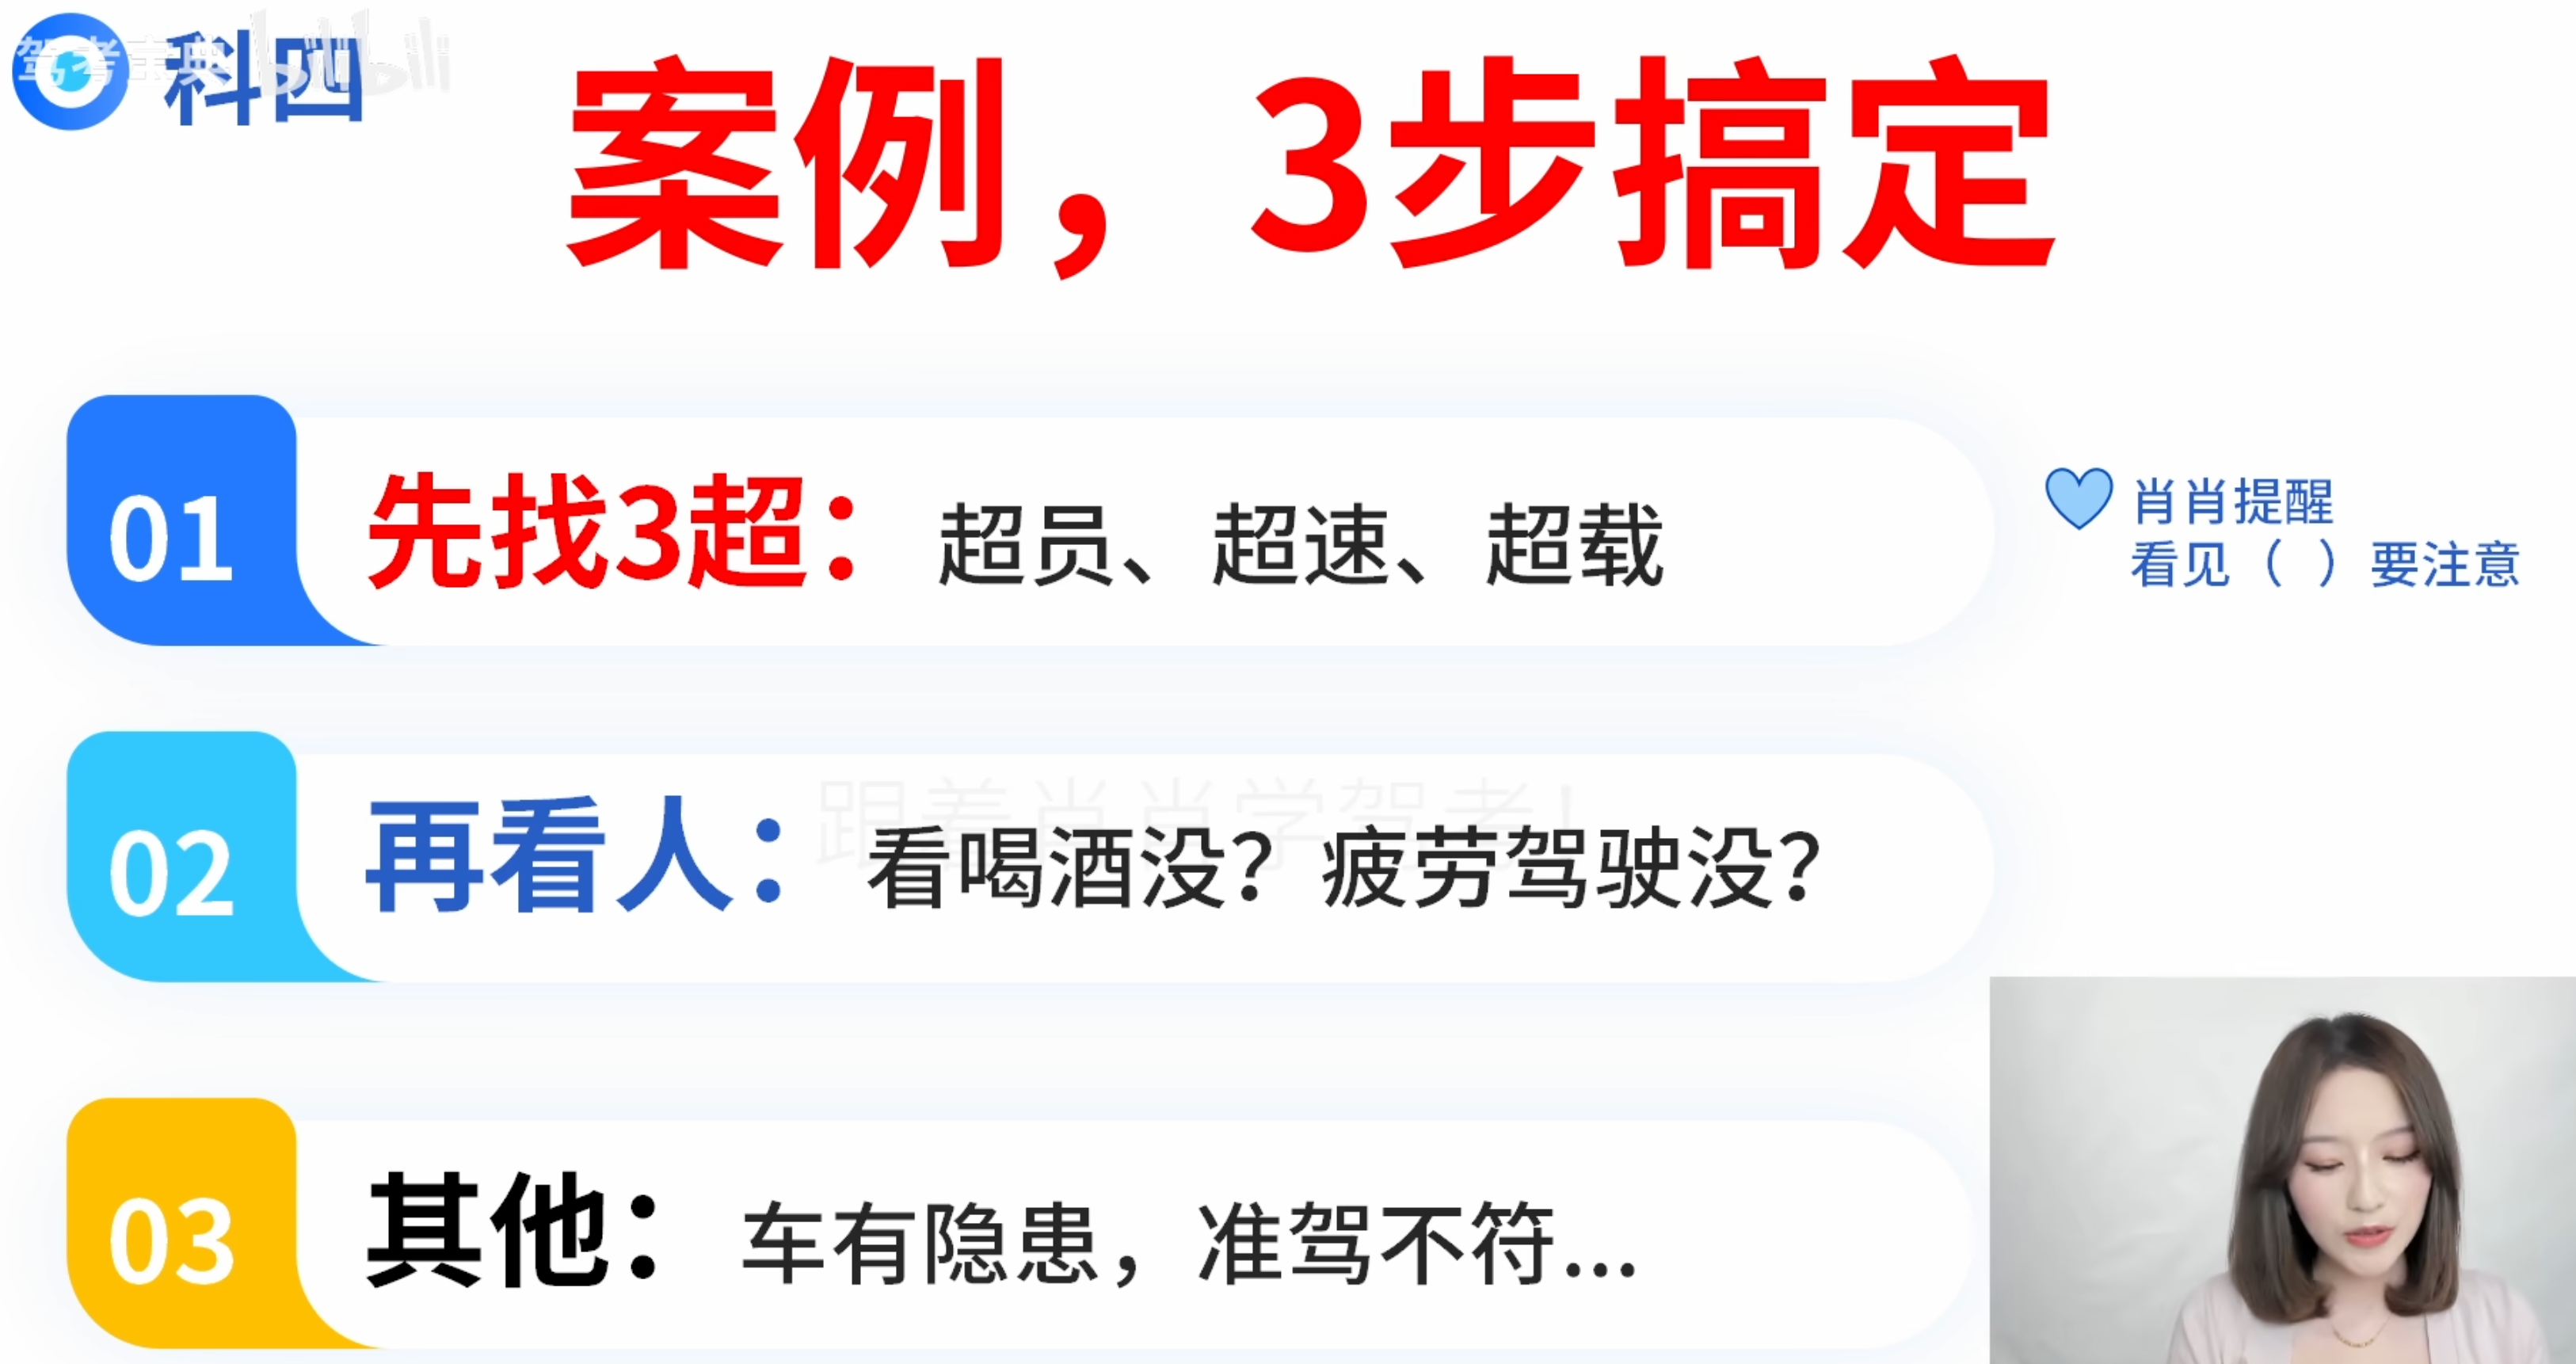 驾考宝典 bilibili
科四
案例，3步搞定
01
先找3超：超员、超速、超载
肖肖提醒
看见（ ）要注意
02
再看人：看喝酒没？疲劳驾驶没？
跟着肖肖学驾考！
03
其他：车有隐患，准驾不符...